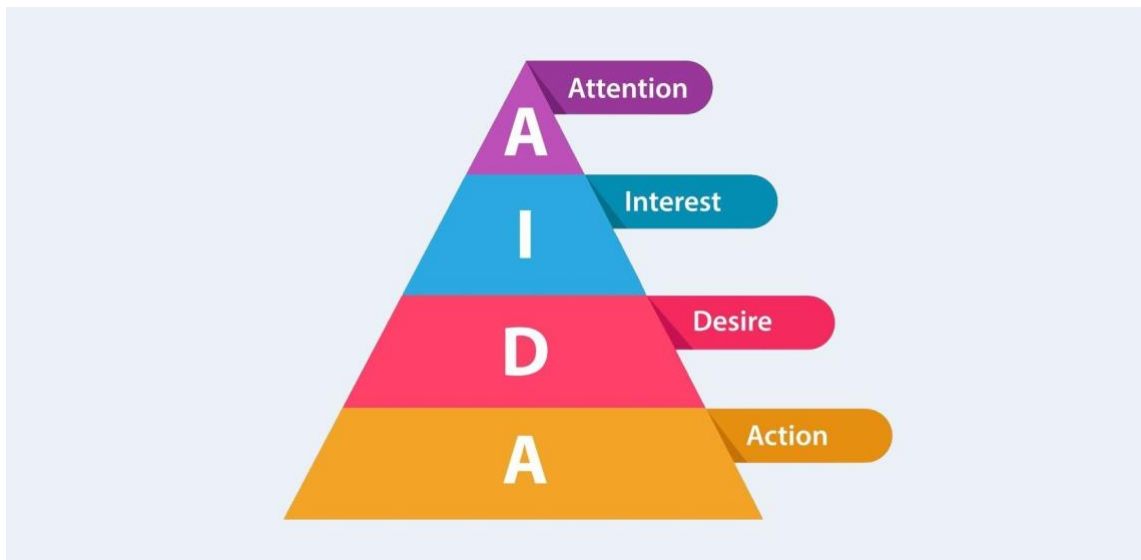 A
Attention
I
Interest
D
Desire
A
Action